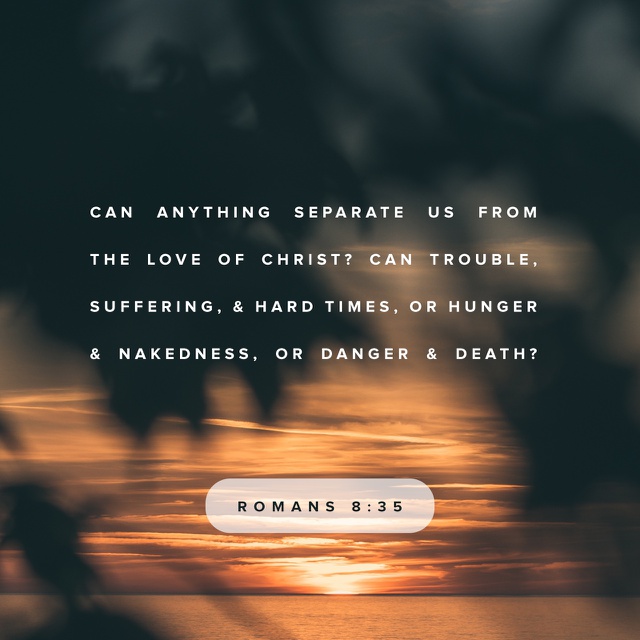 CAN ANYTHING SEPARATE US FROM
THE LOVE OF CHRIST? CAN TROUBLE,
SUFFERING, & HARD TIMES, OR HUNGER
& NAKEDNESS, OR DANGER & DEATH?
ROMANS 8:35